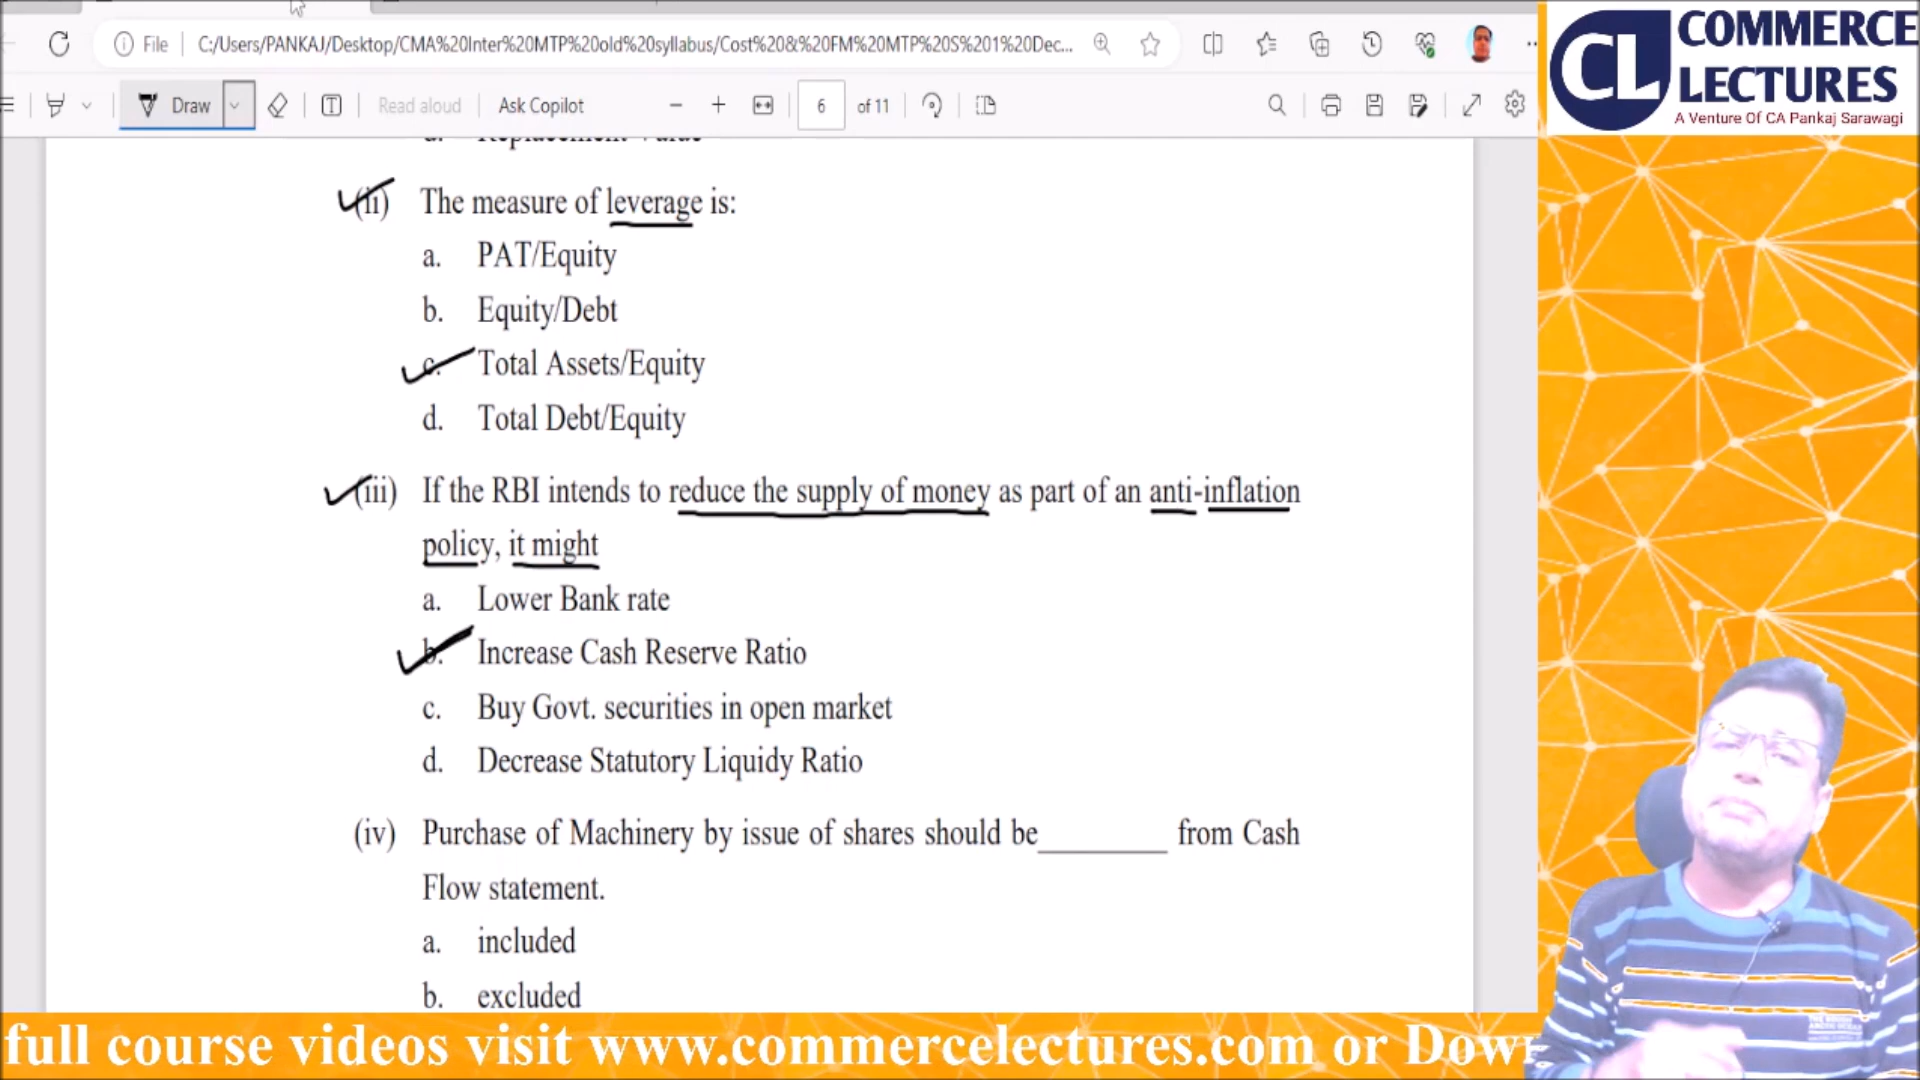 COMMERCE
CL LECTURES
A Venture Of CA Pankaj Sarawagi
File C:/Users/PANKAJ/Desktop/CMA%20Inter%20MTP%20old%20syllabus/Cost%20&%20FM%20MTP%20S%201%20Dec...
Draw Read aloud Ask Copilot 6 of 11
d. Replacement Value
(ii) The measure of leverage is:
a. PAT/Equity
b. Equity/Debt
c. Total Assets/Equity
d. Total Debt/Equity
(iii) If the RBI intends to reduce the supply of money as part of an anti-inflation
policy, it might
a. Lower Bank rate
b. Increase Cash Reserve Ratio
c. Buy Govt. securities in open market
d. Decrease Statutory Liquidy Ratio
(iv) Purchase of Machinery by issue of shares should be_________ from Cash
Flow statement.
a. included
b. excluded
full course videos visit www.commercelectures.com or Down